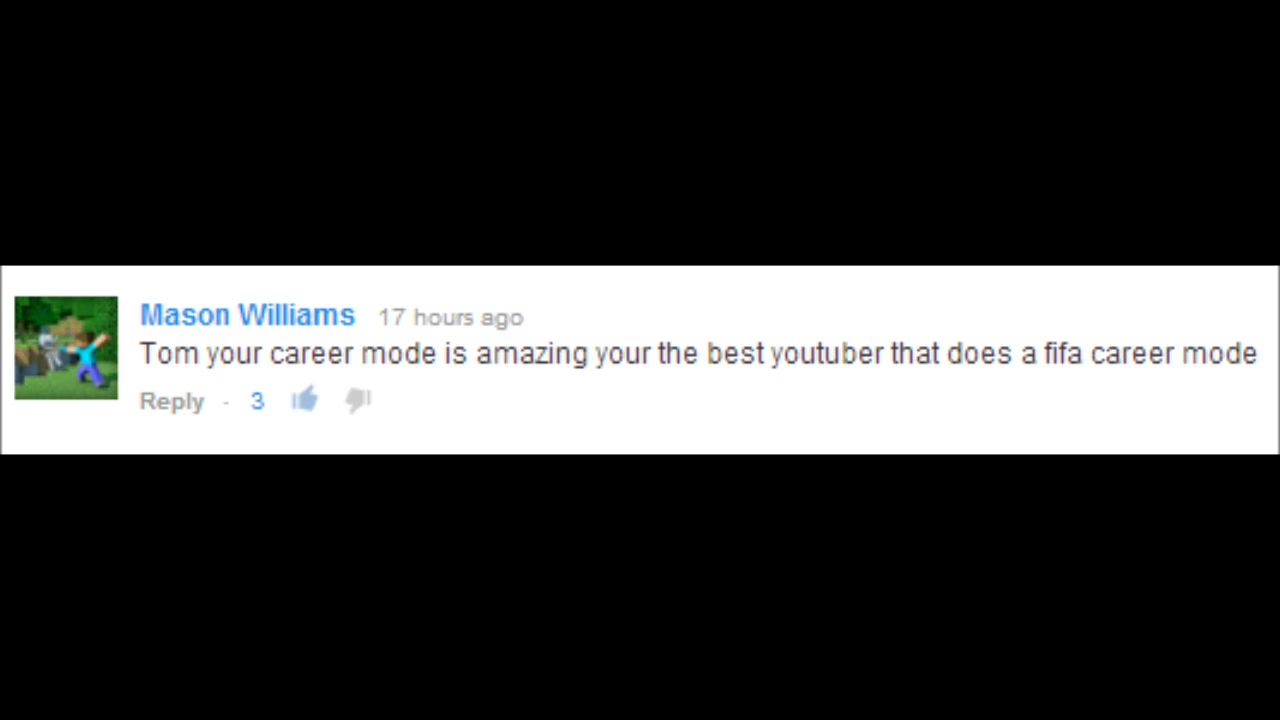 Mason Williams 17 hours ago
Tom your career mode is amazing your the best youtuber that does a fifa career mode
Reply - 3